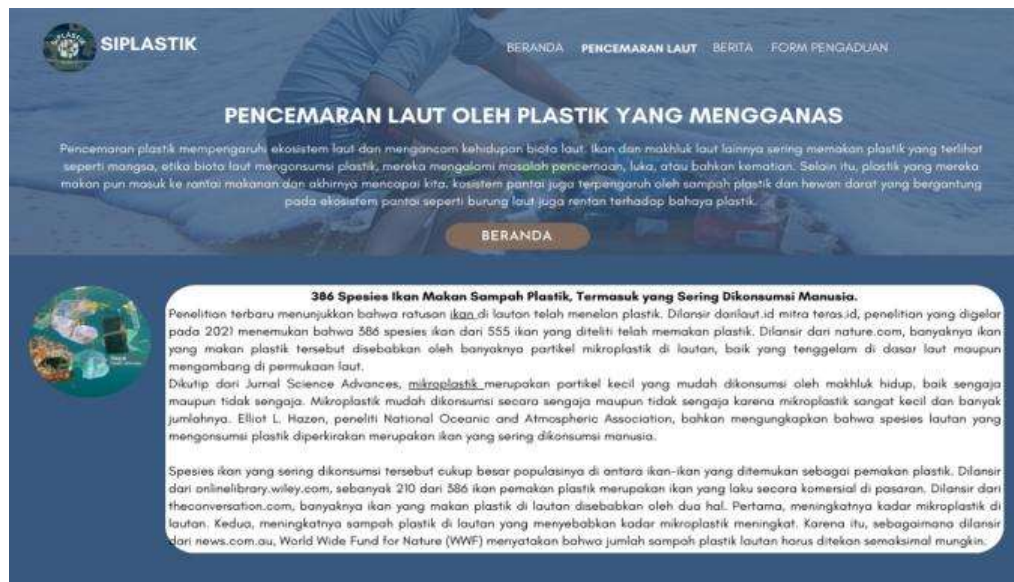 SIPLASTIK
BERANDA PENCEMARAN LAUT BERITA FORM PENGADUAN
PENCEMARAN LAUT OLEH PLASTIK YANG MENGGANAS
Pencemaran plastik mempengaruhi ekosistem laut dan mengancam kehidupan biota laut. Ikan dan makhluk laut lainnya sering memakan plastik yang terlihat
seperti mangsa, etika biota laut mengonsumsi plastik, mereka mengalami masalah pencernaan, luka, atau bahkan kematian. Selain itu, plastik yang mereka
makan pun masuk ke rantai makanan dan akhirnya mencapai kita. kosistem pantai juga terpengaruh oleh sampah plastik dan hewan darat yang bergantung
pada ekosistem pantai seperti burung laut juga rentan terhadap bahaya plastik.
BERANDA
386 Spesies Ikan Makan Sampah Plastik, Termasuk yang Sering Dikonsumsi Manusia.
Penelitian terbaru menunjukkan bahwa ratusan ikan di lautan telah menelan plastik. Dilansir darilaut.id mitra teras.id, penelitian yang digelar
pada 2021 menemukan bahwa 386 spesies ikan dari 555 ikan yang diteliti telah memakan plastik. Dilansir dari nature.com, banyaknya ikan
yang makan plastik tersebut disebabkan oleh banyaknya partikel mikroplastik di lautan, baik yang tenggelam di dasar laut maupun
mengambang di permukaan laut.
Dikutip dari Jurnal Science Advances, mikroplastik merupakan partikel kecil yang mudah dikonsumsi oleh makhluk hidup, baik sengaja
maupun tidak sengaja. Mikroplastik mudah dikonsumsi secara sengaja maupun tidak sengaja karena mikroplastik sangat kecil dan banyak
jumlahnya. Elliot L. Hazen, peneliti National Oceanic and Atmospheric Association, bahkan mengungkapkan bahwa spesies lautan yang
mengonsumsi plastik diperkirakan merupakan ikan yang sering dikonsumsi manusia.
Spesies ikan yang sering dikonsumsi tersebut cukup besar populasinya di antara ikan-ikan yang ditemukan sebagai pemakan plastik. Dilansir
dari onlinelibrary.wiley.com, sebanyak 210 dari 386 ikan pemakan plastik merupakan ikan yang laku secara komersial di pasaran. Dilansir dari
theconversation.com, banyaknya ikan yang makan plastik di lautan disebabkan oleh dua hal. Pertama, meningkatnya kadar mikroplastik di
lautan. Kedua, meningkatnya sampah plastik di lautan yang menyebabkan kadar mikroplastik meningkat. Karena itu, sebagaimana dilansir
dari news.com.au, World Wide Fund for Nature (WWF) menyatakan bahwa jumlah sampah plastik lautan harus ditekan semaksimal mungkin.